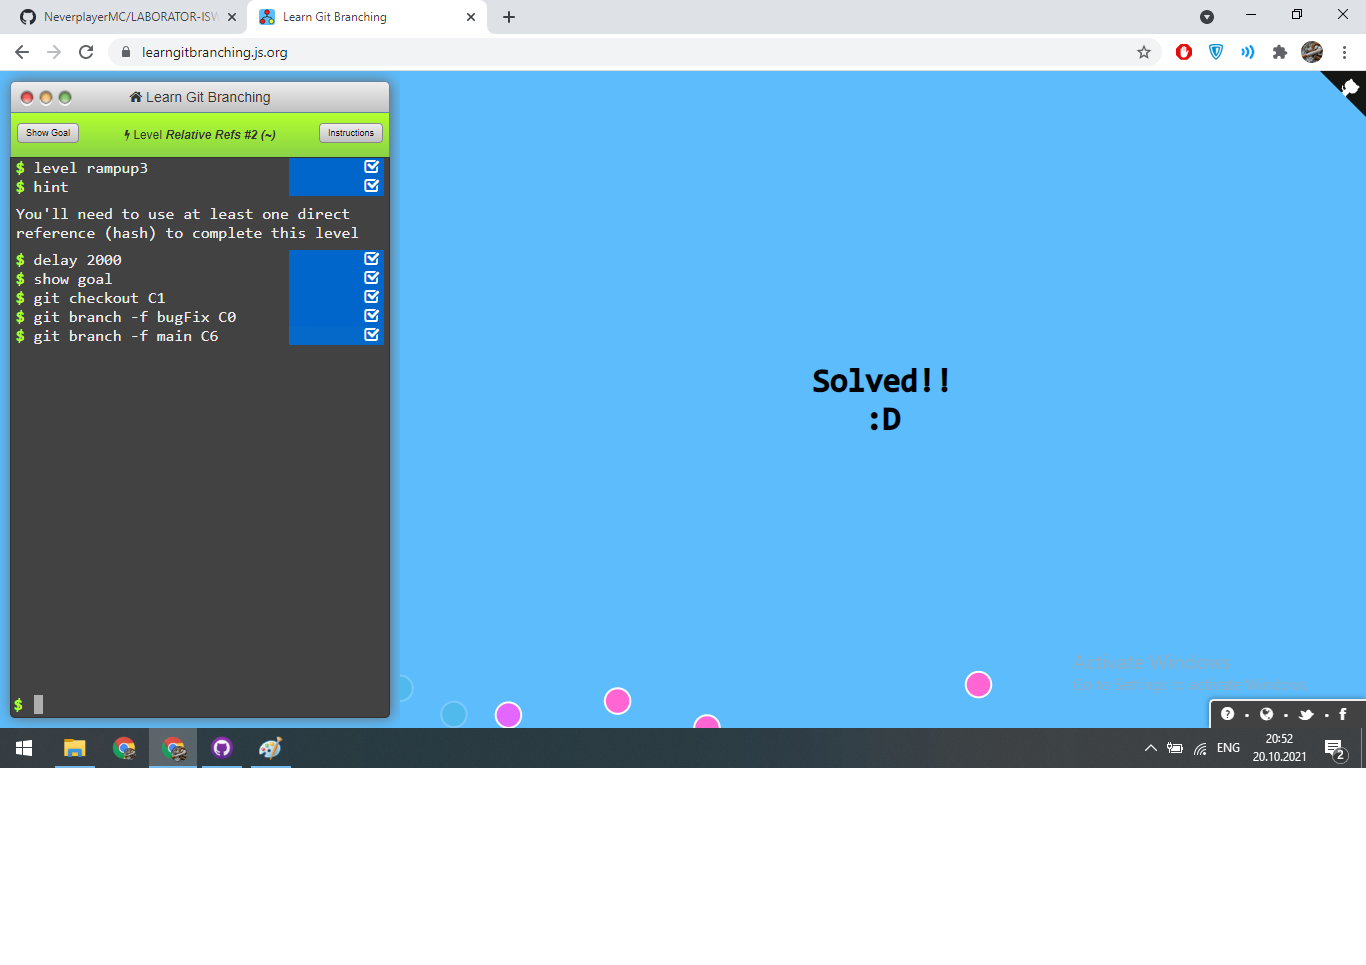 NeverplayerMC/LABORATOR-ISW
Learn Git Branching
learngitbranching.js.org
Learn Git Branching
Show Goal
Level Relative Refs #2 (~)
Instructions
$ level rampup3
$ hint
You'll need to use at least one direct
reference (hash) to complete this level
$ delay 2000
$ show goal
$ git checkout C1
$ git branch -f bugFix C0
$ git branch -f main C6
$
Solved!!
:D
Activate Windows
Go to Settings to activate Windows.
ENG
20:52
20.10.2021
2